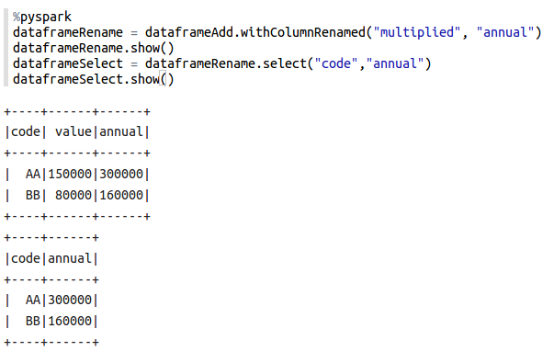 %pyspark
dataframeRename = dataframeAdd.withColumnRenamed("multiplied", "annual")
dataframeRename.show()
dataframeSelect = dataframeRename.select("code","annual")
dataframeSelect.show()
+----+------+------+
|code| value|annual|
+----+------+------+
|  AA|150000|300000|
|  BB| 80000|160000|
+----+------+------+
+----+------+
|code|annual|
+----+------+
|  AA|300000|
|  BB|160000|
+----+------+